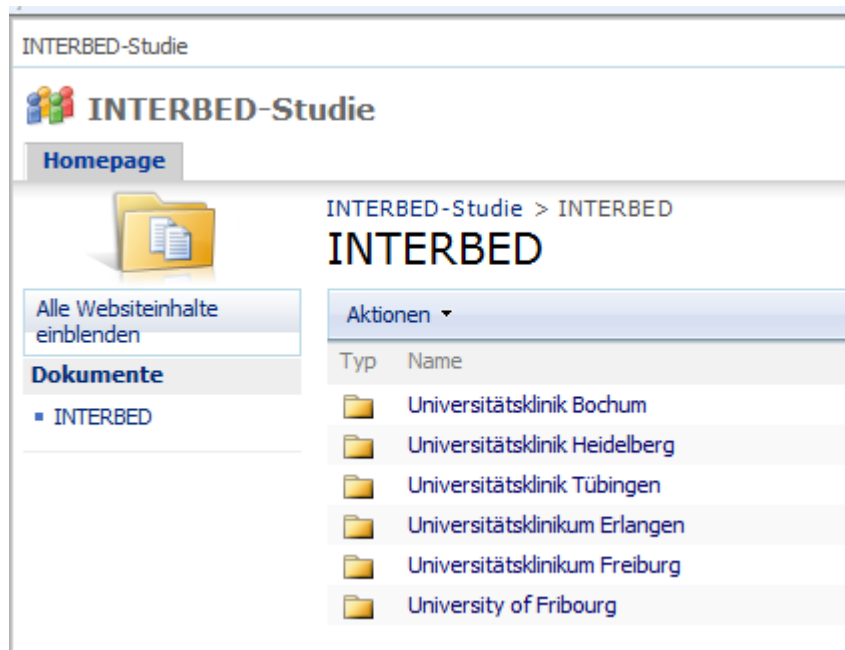 INTERBED-Studie
INTERBED-Studie
Homepage
INTERBED-Studie > INTERBED
INTERBED
Alle Websiteinhalte
einblenden
Dokumente
INTERBED
Aktionen
Typ Name
Universitätsklinik Bochum
Universitätsklinik Heidelberg
Universitätsklinik Tübingen
Universitätsklinikum Erlangen
Universitätsklinikum Freiburg
University of Fribourg